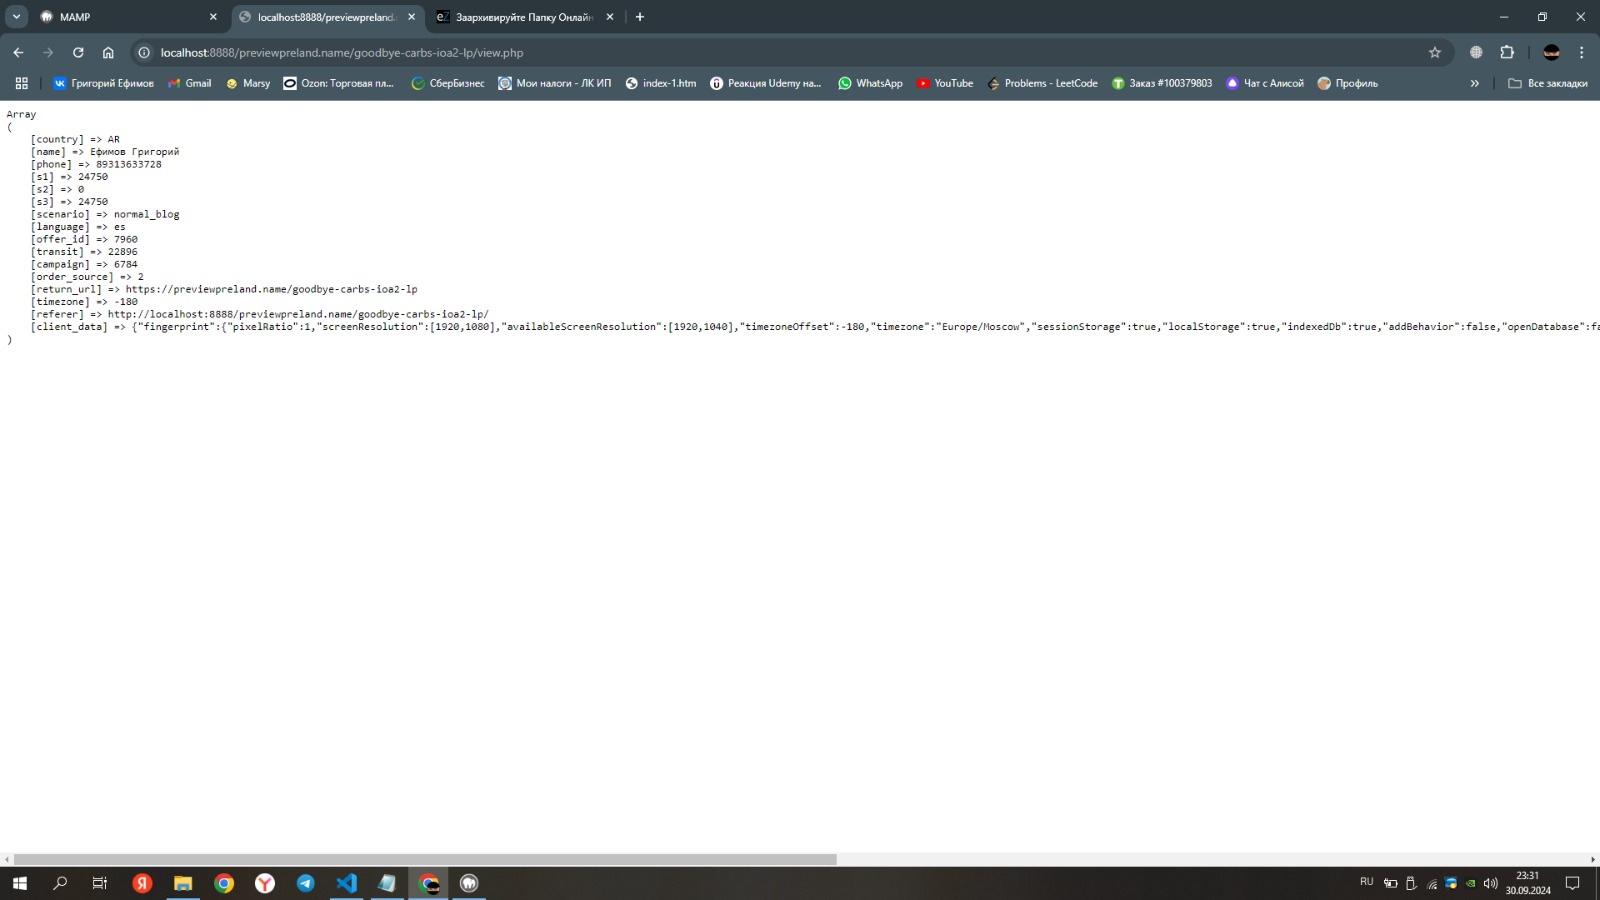 MAMP
localhost:8888/previewpreland.
Заархивируйте Папку Онлайн
localhost:8888/previewpreland.name/goodbye-carbs-ioa2-lp/view.php
Григорий Ефимов
Gmail
Marsy
Ozon: Торговая пл...
СберБизнес
Мои налоги - ЛК ИП
index-1.htm
Реакция Udemy на...
WhatsApp
YouTube
Problems - LeetCode
Заказ #100379803
Чат с Алисой
Профиль
»
Все закладки
Array
(
[country] => AR
[name] => Ефимов Григорий
[phone] => 89313633728
[s1] => 24750
[s2] => 0
[s3] => 24750
[scenario] => normal_blog
[language] => es
[offer_id] => 7960
[transit] => 22896
[campaign] => 6784
[order_source] => 2
[return_url] => https://previewpreland.name/goodbye-carbs-ioa2-lp
[timezone] => -180
[referer] => http://localhost:8888/previewpreland.name/goodbye-carbs-ioa2-lp/
[client_data] => {"fingerprint":{"pixelRatio":1,"screenResolution":[1920,1080],"availableScreenResolution":[1920,1040],"timezoneOffset":-180,"timezone":"Europe/Moscow","sessionStorage":true,"localStorage":true,"indexedDb":true,"addBehavior":false,"openDatabase":fa
)
RU
23:31
30.09.2024